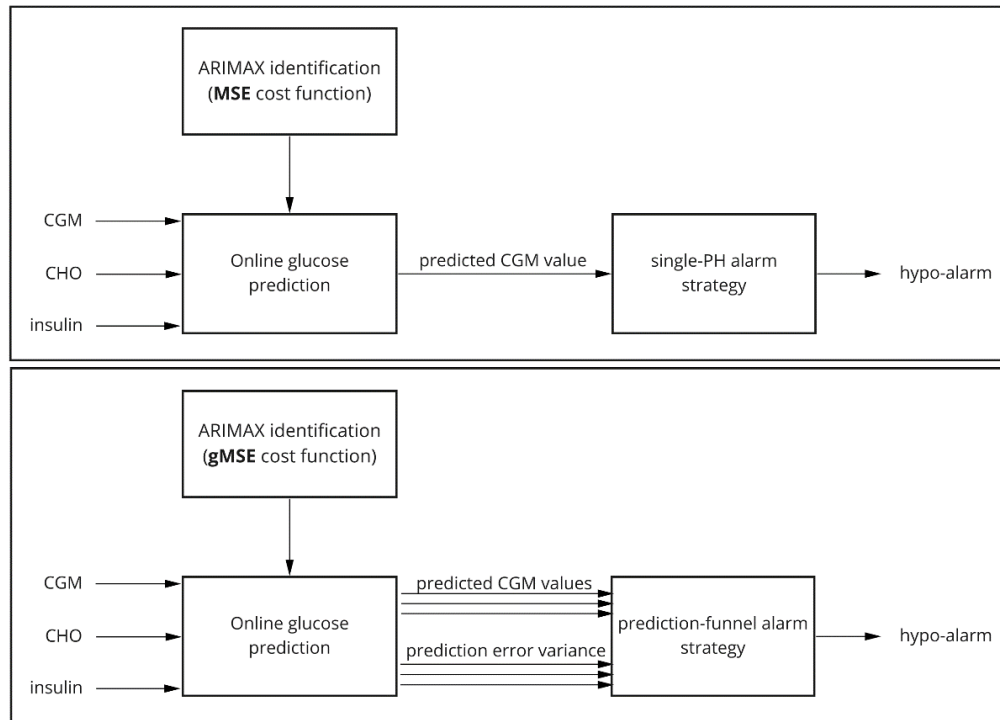 ARIMAX identification
(MSE cost function)
CGM
CHO
insulin
Online glucose
prediction
predicted CGM value
single-PH alarm
strategy
hypo-alarm
ARIMAX identification
(gMSE cost function)
CGM
CHO
insulin
Online glucose
prediction
predicted CGM values
prediction error variance
prediction-funnel alarm
strategy
hypo-alarm